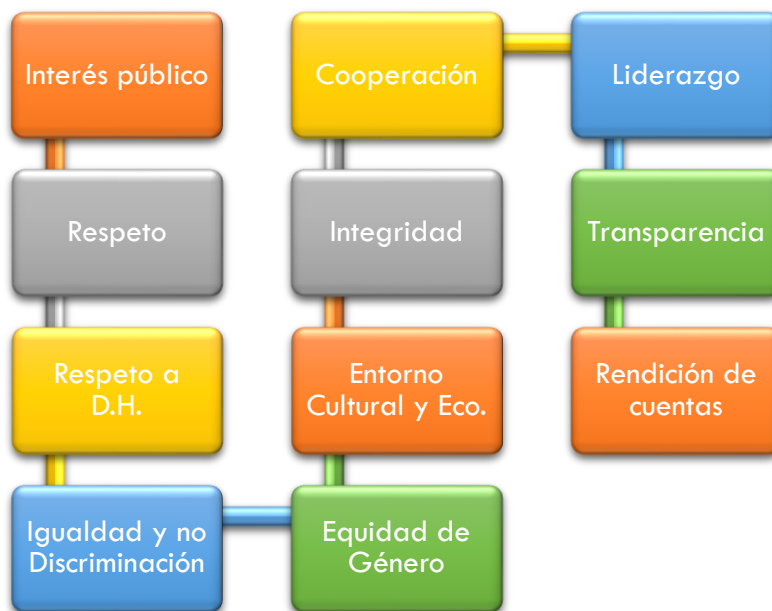 Interés público
Respeto
Respeto a
D.H.
Igualdad y no
Discriminación
Equidad de
Género
Entorno
Cultural y Eco.
Integridad
Cooperación
Liderazgo
Transparencia
Rendición de
cuentas